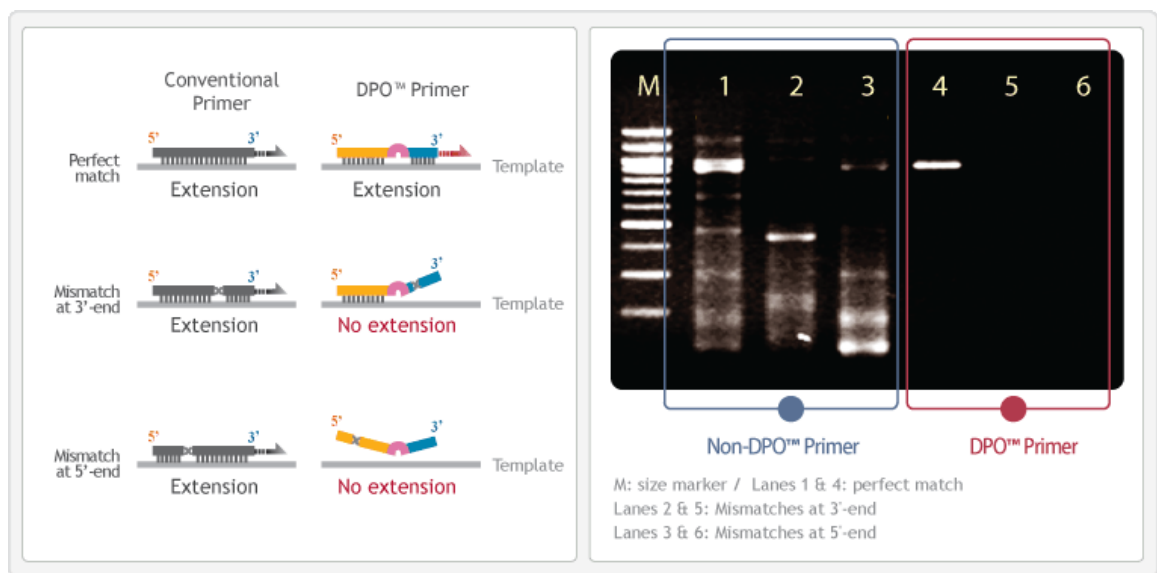 Conventional
Primer
DPO™ Primer
5’ 3’ 5’ 3’
Perfect
match
Template
Extension Extension
5’ 3’ 5’ 3’
Mismatch
at 3’-end
Template
Extension No extension
5’ 3’ 5’ 3’
Mismatch
at 5’-end
Template
Extension No extension
M 1 2 3 4 5 6
Non-DPO™ Primer DPO™ Primer
M: size marker / Lanes 1 & 4: perfect match
Lanes 2 & 5: Mismatches at 3'-end
Lanes 3 & 6: Mismatches at 5'-end